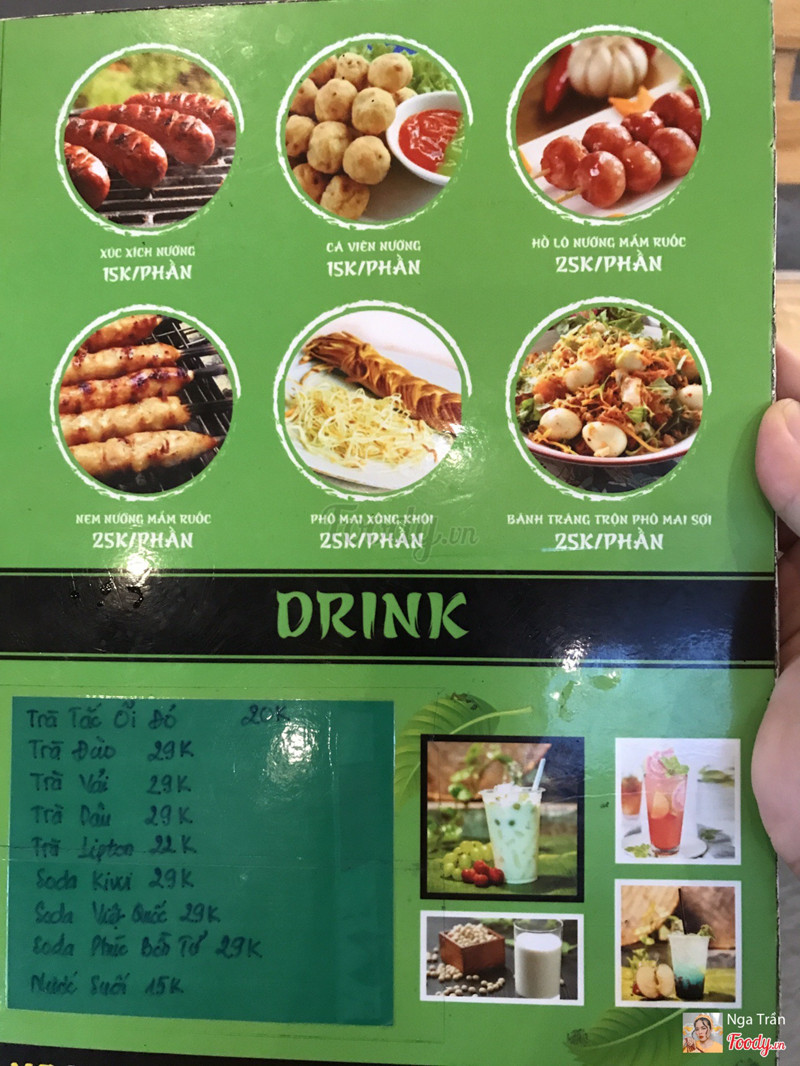 XÚC XÍCH NƯỚNG
15K/PHẦN
CÁ VIÊN NƯỚNG
15K/PHẦN
HỒ LÔ NƯỚNG MẮM RUỐC
25K/PHẦN
NEM NƯỚNG MẮM RUỐC
25K/PHẦN
PHÔ MAI XÔNG KHÓI
25K/PHẦN
BÁNH TRÁNG TRỘN PHÔ MAI SỢI
25K/PHẦN
Foody.vn
DRINK
Trà Tắc Ổi Đỏ 20K
Trà Đào 29K
Trà Vải 29K
Trà Dâu 29K
Trà Lipton 22K
Soda Kiwi 29K
Soda Việt Quốc 29K
Soda Phúc Bồn Tử 29K
Nước Suối 15K
Nga Trần
Foody.vn